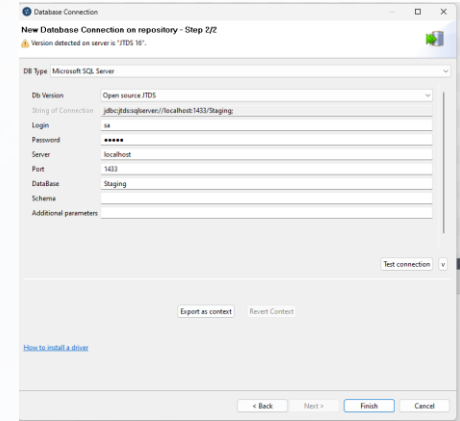 Database Connection
New Database Connection on repository - Step 2/2
Version detected on server is "JTDS 16".
DB Type Microsoft SQL Server
Db Version Open source JTDS
String of Connection jdbc:jtds:sqlserver://localhost:1433/Staging;
Login sa
Password •••••
Server localhost
Port 1433
DataBase Staging
Schema
Additional parameters
Test connection v
Export as context Revert Context
How to install a driver
< Back Next > Finish Cancel